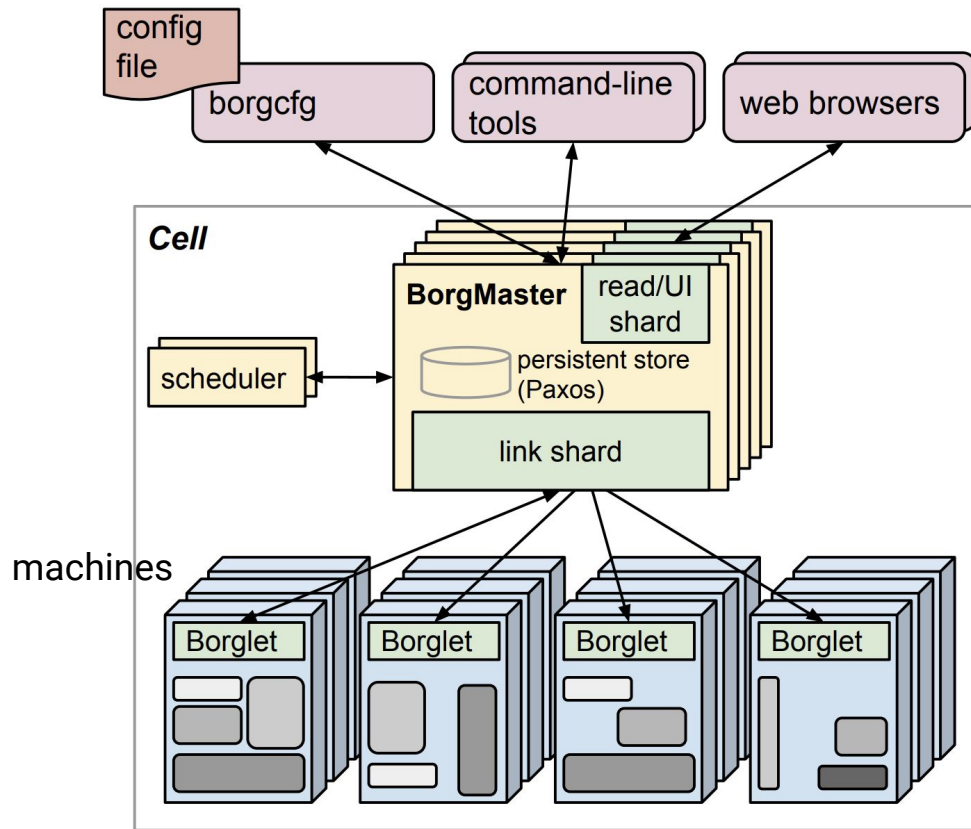 config
file
borgcfg
command-line
tools
web browsers
Cell
BorgMaster
read/UI
shard
scheduler
persistent store
(Paxos)
link shard
machines
Borglet
Borglet
Borglet
Borglet